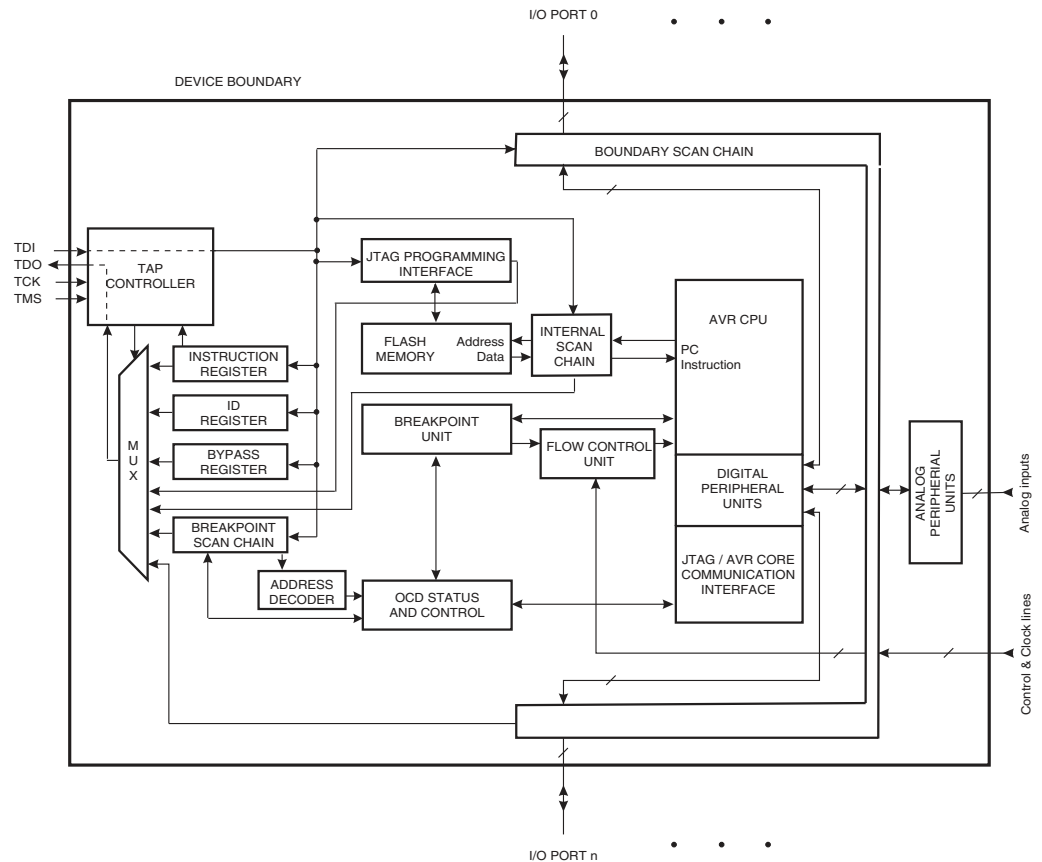 I/O PORT 0
DEVICE BOUNDARY
BOUNDARY SCAN CHAIN
TDI
TDO
TCK
TMS
TAP
CONTROLLER
JTAG PROGRAMMING
INTERFACE
AVR CPU
FLASH
MEMORY
Address
Data
INTERNAL
SCAN
CHAIN
PC
Instruction
INSTRUCTION
REGISTER
ID
REGISTER
M
U
X
BREAKPOINT
UNIT
FLOW CONTROL
UNIT
BYPASS
REGISTER
DIGITAL
PERIPHERAL
UNITS
ANALOG
PERIPHERIAL
UNITS
Analog inputs
BREAKPOINT
SCAN CHAIN
JTAG / AVR CORE
COMMUNICATION
INTERFACE
ADDRESS
DECODER
OCD STATUS
AND CONTROL
Control & Clock lines
I/O PORT n